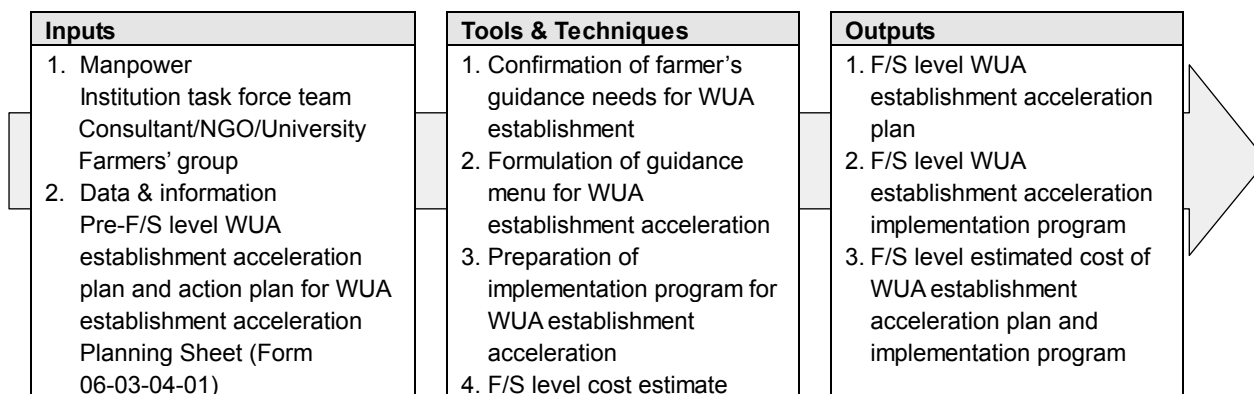 Inputs
1. Manpower
Institution task force team
Consultant/NGO/University
Farmers' group
2. Data & information
Pre-F/S level WUA
establishment acceleration
plan and action plan for WUA
establishment acceleration
Planning Sheet (Form
06-03-04-01)
Tools & Techniques
1. Confirmation of farmer's
guidance needs for WUA
establishment
2. Formulation of guidance
menu for WUA
establishment acceleration
3. Preparation of
implementation program for
WUA establishment
acceleration
4. F/S level cost estimate
Outputs
1. F/S level WUA
establishment acceleration
plan
2. F/S level WUA
establishment acceleration
implementation program
3. F/S level estimated cost of
WUA establishment
acceleration plan and
implementation program